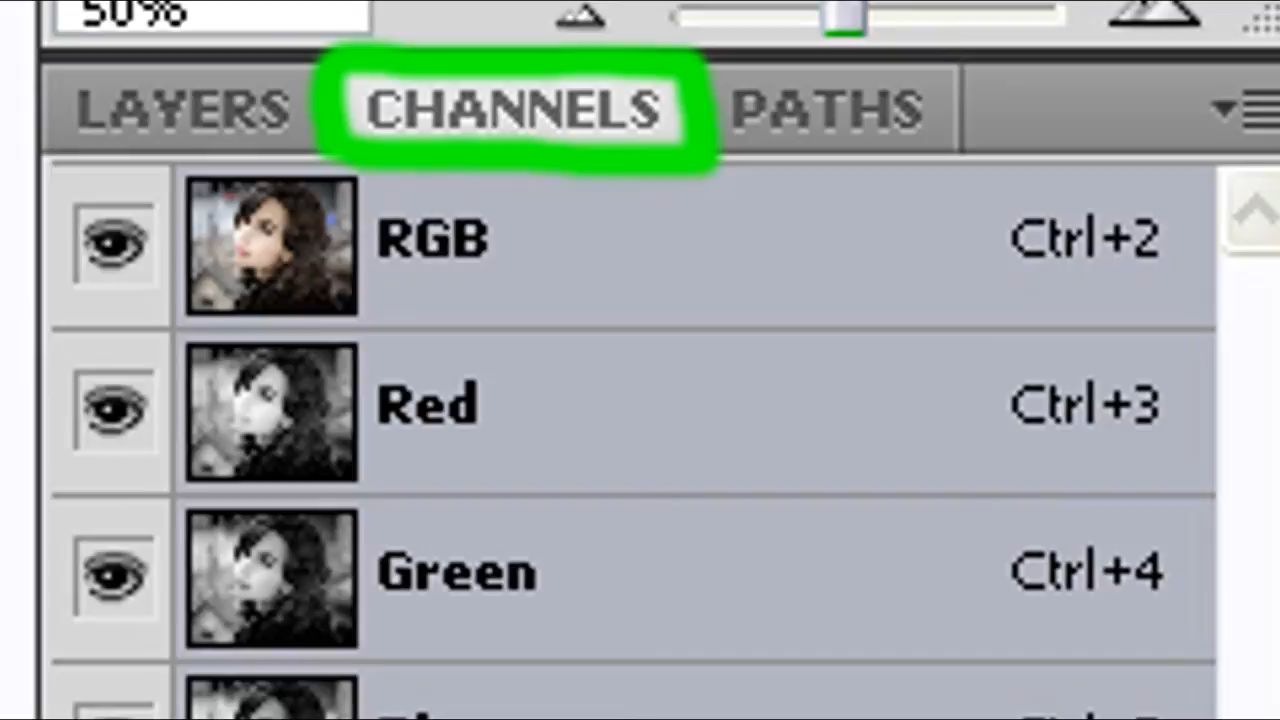 50%
LAYERS CHANNELS PATHS
RGB Ctrl+2
Red Ctrl+3
Green Ctrl+4